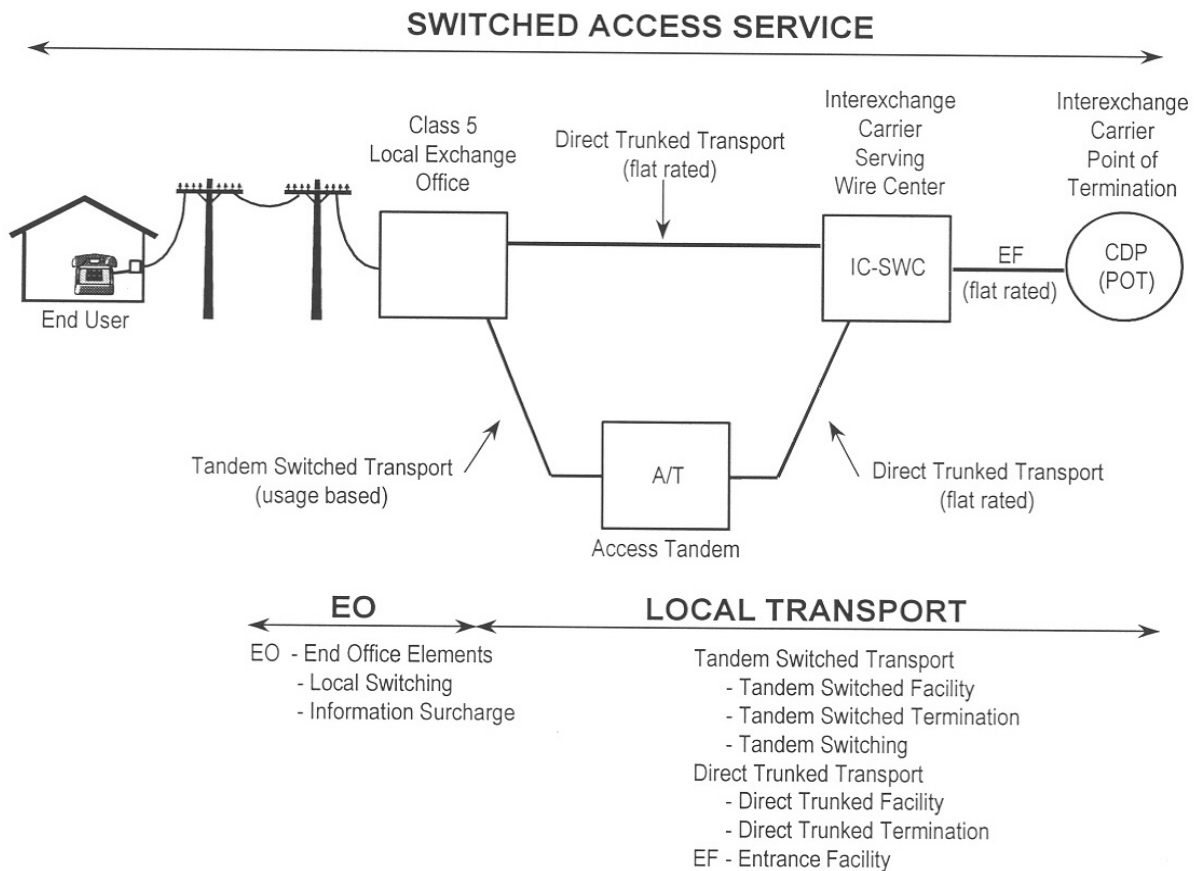 SWITCHED ACCESS SERVICE
Class 5
Local Exchange
Office
Direct Trunked Transport
(flat rated)
Interexchange
Carrier
Serving
Wire Center
Interexchange
Carrier
Point of
Termination
End User
IC-SWC
EF
(flat rated)
CDP
(POT)
Tandem Switched Transport
(usage based)
A/T
Access Tandem
Direct Trunked Transport
(flat rated)
EO
LOCAL TRANSPORT
EO - End Office Elements
- Local Switching
- Information Surcharge
Tandem Switched Transport
- Tandem Switched Facility
- Tandem Switched Termination
- Tandem Switching
Direct Trunked Transport
- Direct Trunked Facility
- Direct Trunked Termination
EF - Entrance Facility